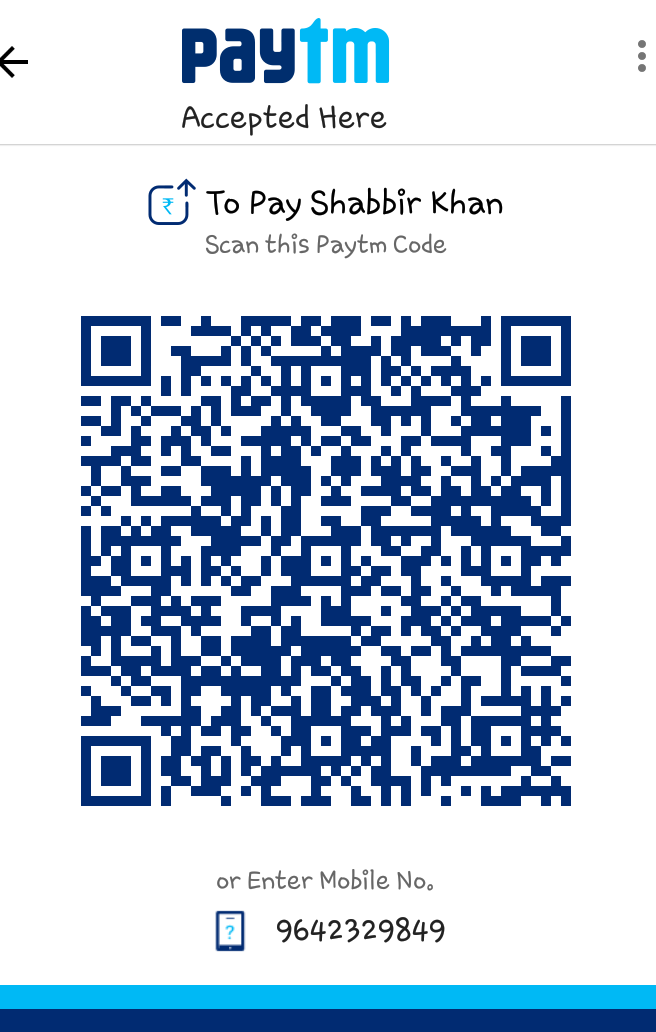 paytm
Accepted Here
To Pay Shabbir Khan
Scan this Paytm Code
or Enter Mobile No.
9642329849